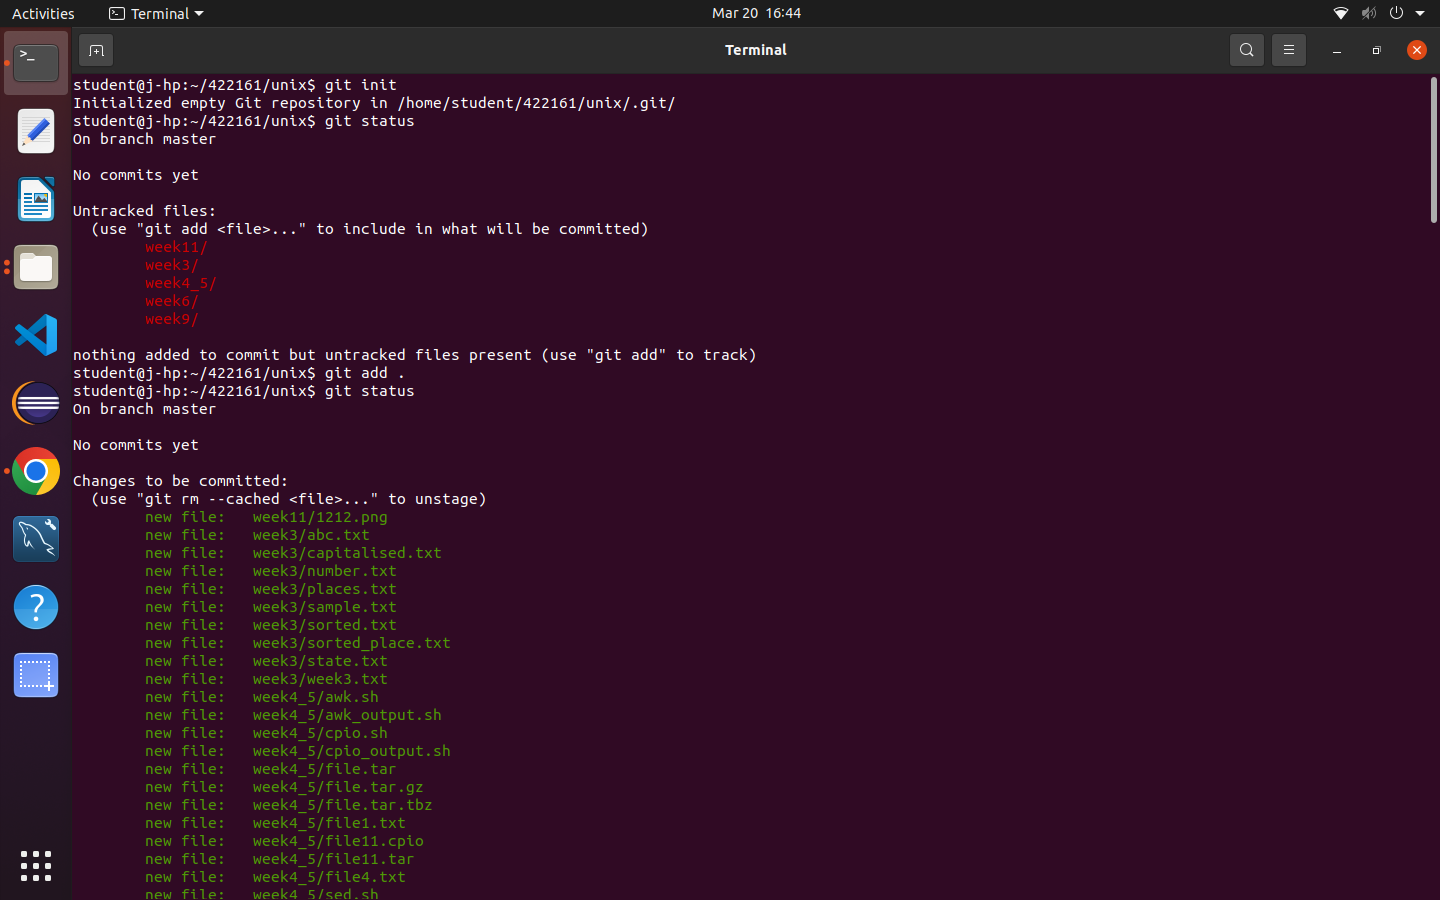 Activities
Terminal
Mar 20 16:44
Terminal
student@j-hp:~/422161/unix$ git init
Initialized empty Git repository in /home/student/422161/unix/.git/
student@j-hp:~/422161/unix$ git status
On branch master
No commits yet
Untracked files:
(use "git add <file>..." to include in what will be committed)
week11/
week3/
week4_5/
week6/
week9/
nothing added to commit but untracked files present (use "git add" to track)
student@j-hp:~/422161/unix$ git add .
student@j-hp:~/422161/unix$ git status
On branch master
No commits yet
Changes to be committed:
(use "git rm --cached <file>..." to unstage)
new file: week11/1212.png
new file: week3/abc.txt
new file: week3/capitalised.txt
new file: week3/number.txt
new file: week3/places.txt
new file: week3/sample.txt
new file: week3/sorted.txt
new file: week3/sorted_place.txt
new file: week3/state.txt
new file: week3/week3.txt
new file: week4_5/awk.sh
new file: week4_5/awk_output.sh
new file: week4_5/cpio.sh
new file: week4_5/cpio_output.sh
new file: week4_5/file.tar
new file: week4_5/file.tar.gz
new file: week4_5/file.tar.tbz
new file: week4_5/file1.txt
new file: week4_5/file11.cpio
new file: week4_5/file11.tar
new file: week4_5/file4.txt
new file: week4_5/sed.sh